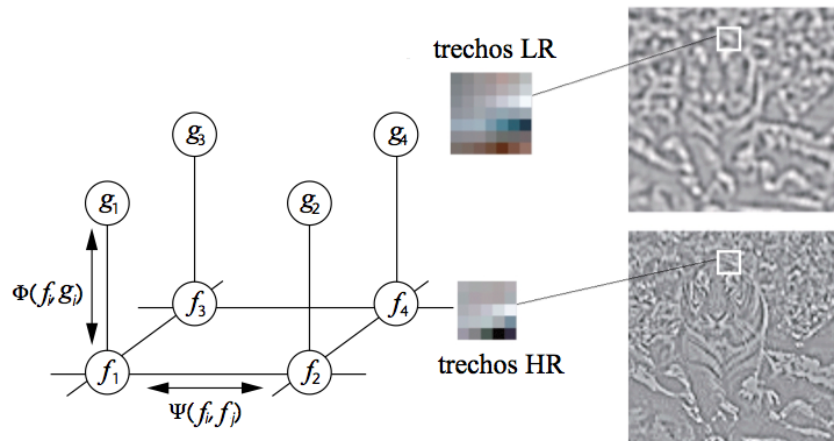 trechos LR
g3
g4
g1
g2
Φ(fi, gi)
f3
f4
trechos HR
f1
f2
Ψ(fi, fj)